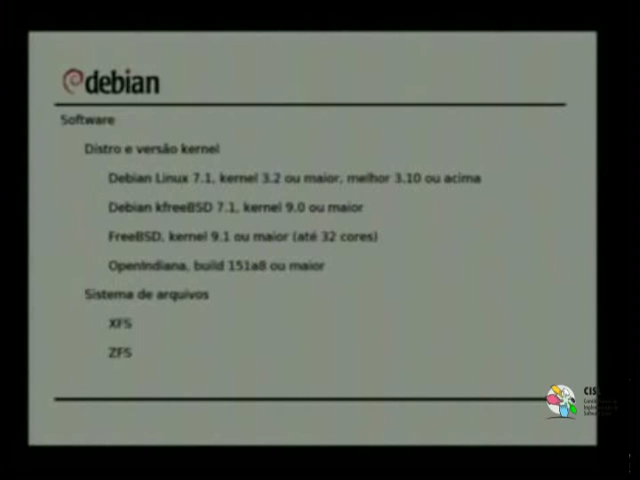 debian
Software
Distro e versão kernel
Debian Linux 7.1, kernel 3.2 ou maior, melhor 3.10 ou acima
Debian kfreeBSD 7.1, kernel 9.0 ou maior
FreeBSD, kernel 9.1 ou maior (até 32 cores)
OpenIndiana, build 151a8 ou maior
Sistema de arquivos
XFS
ZFS